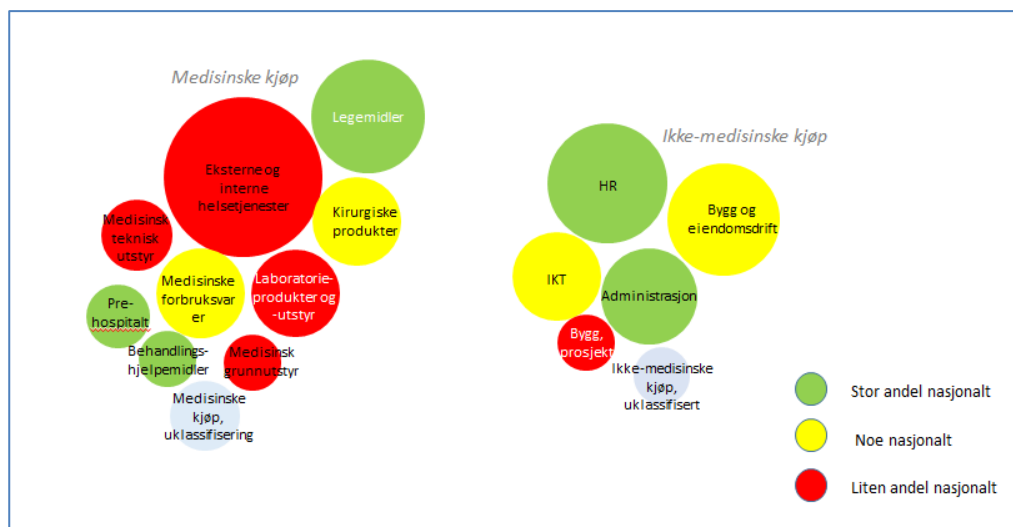 Medisinske kjøp
Legemidler
Eksterne og
interne
helsetjenester
Kirurgiske
produkter
Medisinsk
teknisk
utstyr
Medisinske
forbruksvar
er
Laboratorie-
produkter og
-utstyr
Pre-
hospitalt
Behandlings-
hjelpemidler
Medisinsk
grunnutstyr
Medisinske
kjøp,
uklassifisering
Ikke-medisinske
kjøp
HR
Bygg og
eiendomsdrift
IKT
Administrasjon
Bygg,
prosjekt
Ikke-medisinske
kjøp,
uklassifisert
Stor andel nasjonalt
Noe nasjonalt
Liten andel nasjonalt